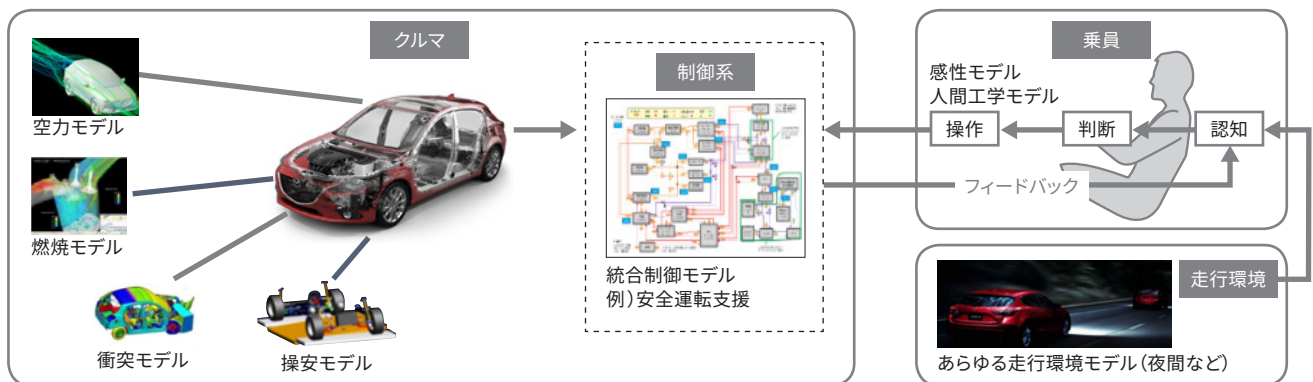 クルマ
空力モデル
燃焼モデル
衝突モデル
操安モデル
制御系
統合制御モデル
例)安全運転支援
乗員
感性モデル
人間工学モデル
操作
判断
認知
フィードバック
走行環境
あらゆる走行環境モデル(夜間など)